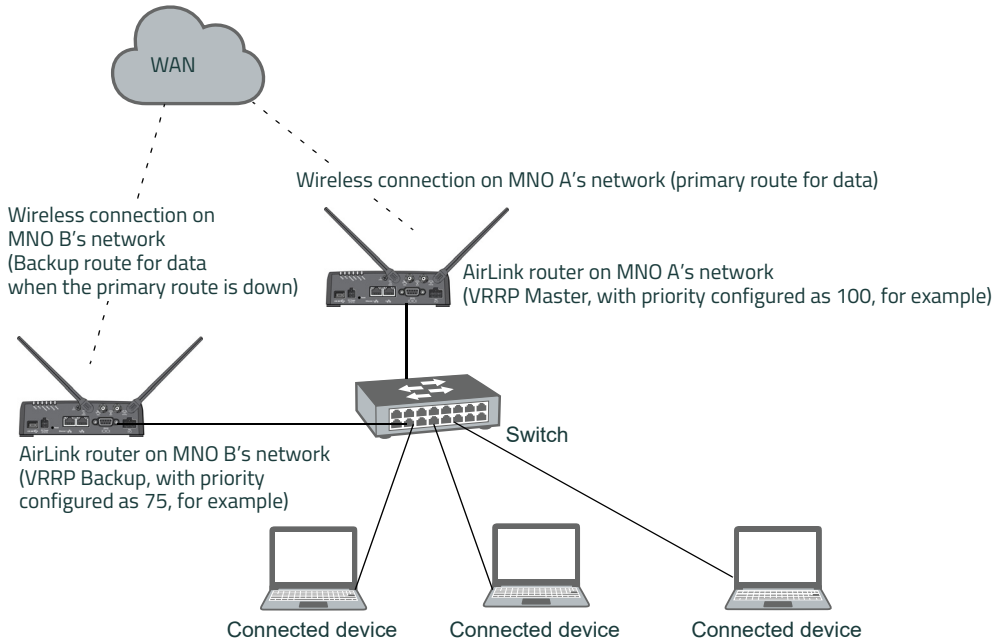 WAN
Wireless connection on MNO A's network (primary route for data)
Wireless connection on
MNO B's network
(Backup route for data
when the primary route is down)
AirLink router on MNO A's network
(VRRP Master, with priority configured as 100, for example)
Switch
AirLink router on MNO B's network
(VRRP Backup, with priority
configured as 75, for example)
Connected device
Connected device
Connected device